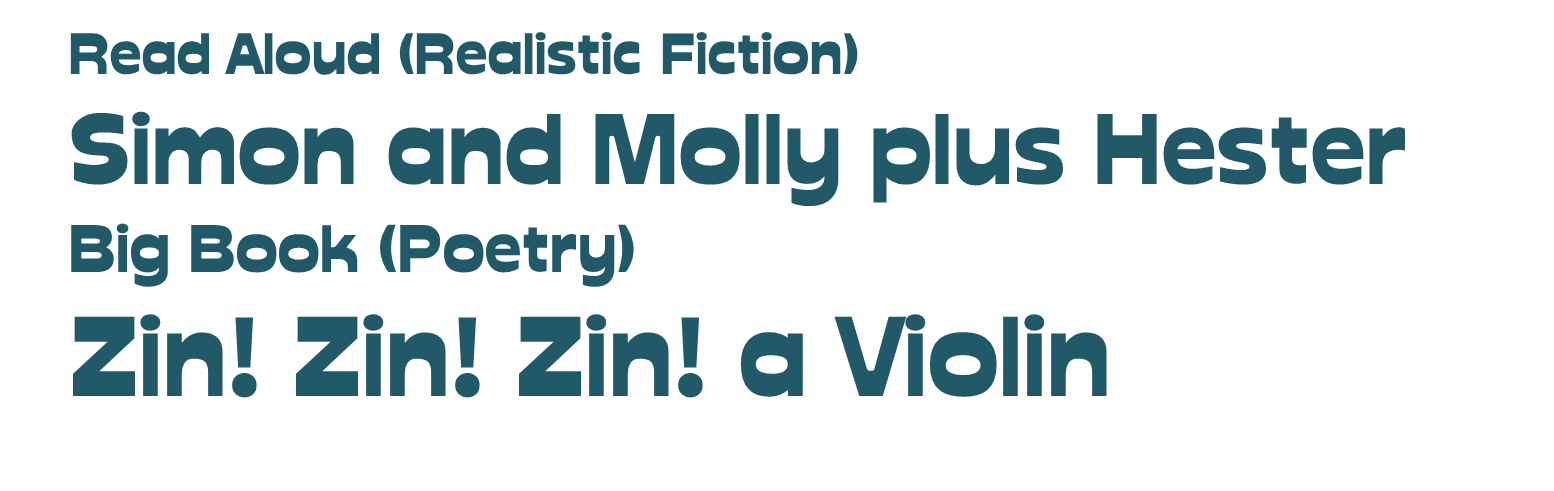 Read Aloud (Realistic Fiction)
Simon and Molly plus Hester
Big Book (Poetry)
Zin! Zin! Zin! a Violin